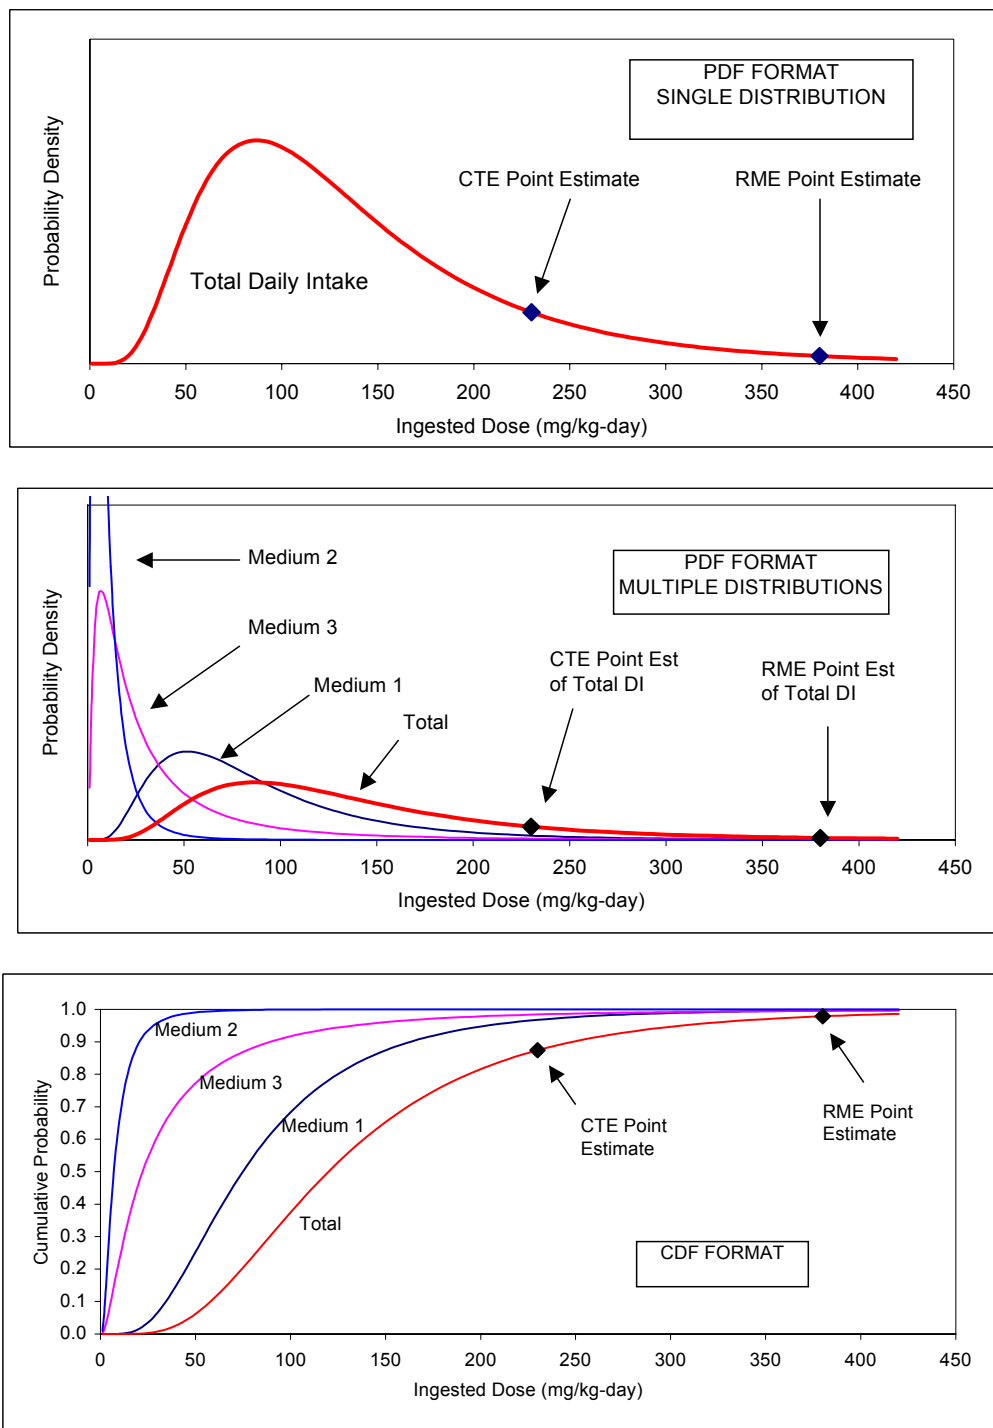 PDF FORMAT
SINGLE DISTRIBUTION
CTE Point Estimate
RME Point Estimate
Total Daily Intake
Probability Density
0 50 100 150 200 250 300 350 400 450
Ingested Dose (mg/kg-day)
Medium 2
PDF FORMAT
MULTIPLE DISTRIBUTIONS
Medium 3
CTE Point Est
of Total DI
RME Point Est
of Total DI
Medium 1
Total
Probability Density
0 50 100 150 200 250 300 350 400 450
Ingested Dose (mg/kg-day)
1.0
0.9
0.8
0.7
0.6
0.5
0.4
0.3
0.2
0.1
0.0
Cumulative Probability
Medium 2
Medium 3
Medium 1
Total
CTE Point
Estimate
RME Point
Estimate
CDF FORMAT
0 50 100 150 200 250 300 350 400 450
Ingested Dose (mg/kg-day)